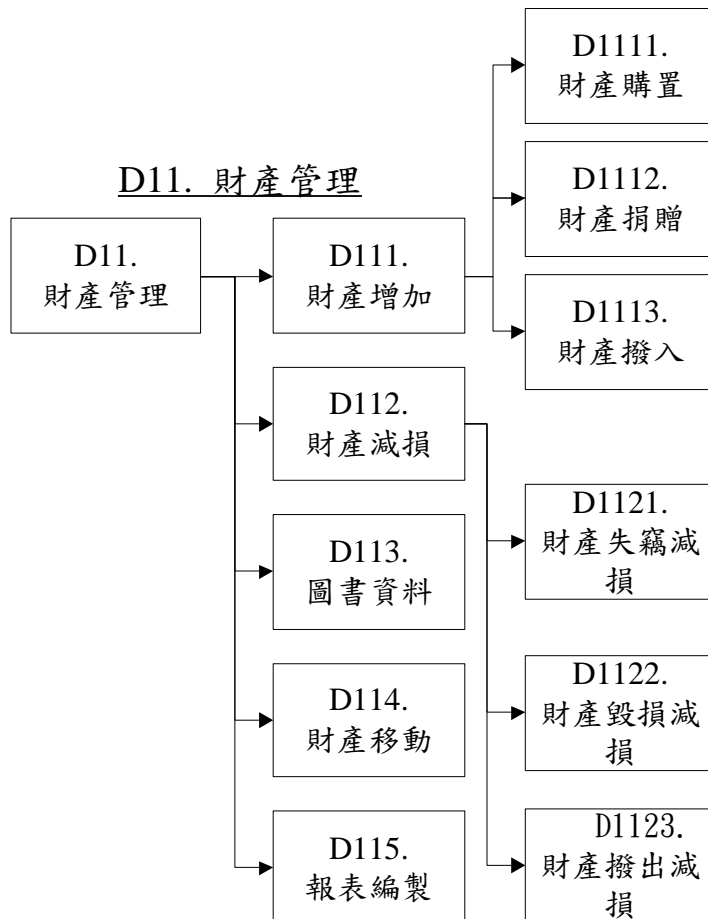 D11. 財產管理
D11.
財產管理
D111.
財產增加
D1111.
財產購置
D1112.
財產捐贈
D1113.
財產撥入
D112.
財產減損
D1121.
財產失竊減
損
D1122.
財產毀損減
損
D1123.
財產撥出減
損
D113.
圖書資料
D114.
財產移動
D115.
報表編製